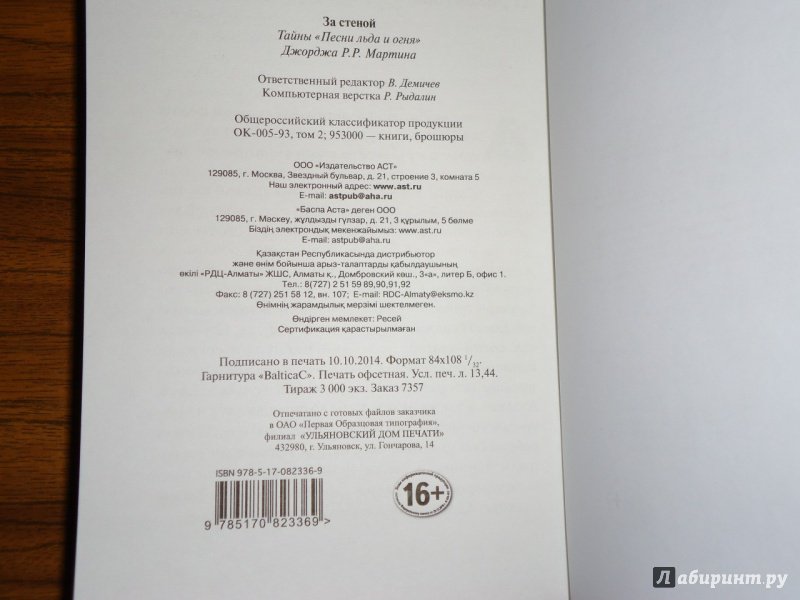 За стеной
Тайны «Песни льда и огня»
Джорджа Р.Р. Мартина
Ответственный редактор В. Демичев
Компьютерная верстка Р. Рыдалин
Общероссийский классификатор продукции
ОК-005-93, том 2; 953000 — книги, брошюры
ООО «Издательство АСТ»
129085, г. Москва, Звездный бульвар, д. 21, строение 3, комната 5
Наш электронный адрес: www.ast.ru
E-mail: astpub@aha.ru
«Баспа Аста» деген ООО
129085, г. Мәскеу, жұлдызды гүлзар, д. 21, 3 құрылым, 5 бөлме
Біздің электрондық мекенжайымыз: www.ast.ru
E-mail: astpub@aha.ru
Қазақстан Республикасында дистрибьютор
және өнім бойынша арыз-талаптарды қабылдаушының
өкілі «РДЦ-Алматы» ЖШС, Алматы қ., Домбровский көш., 3«а», литер Б, офис 1.
Тел.: 8(727) 2 51 59 89,90,91,92
Факс: 8 (727) 251 58 12, вн. 107; E-mail: RDC-Almaty@eksmo.kz
Өнімнің жарамдылық мерзімі шектелмеген.
Өндірген мемлекет: Ресей
Сертификация қарастырылмаған
Подписано в печать 10.10.2014. Формат 84х108 1/32.
Гарнитура «BalticaC». Печать офсетная. Усл. печ. л. 13,44.
Тираж 3 000 экз. Заказ 7357
Отпечатано с готовых файлов заказчика
в ОАО «Первая Образцовая типография»,
филиал «УЛЬЯНОВСКИЙ ДОМ ПЕЧАТИ»
432980, г. Ульяновск, ул. Гончарова, 14
ISBN 978-5-17-082336-9
9 785170 823369 >
16+
Лабиринт.ру